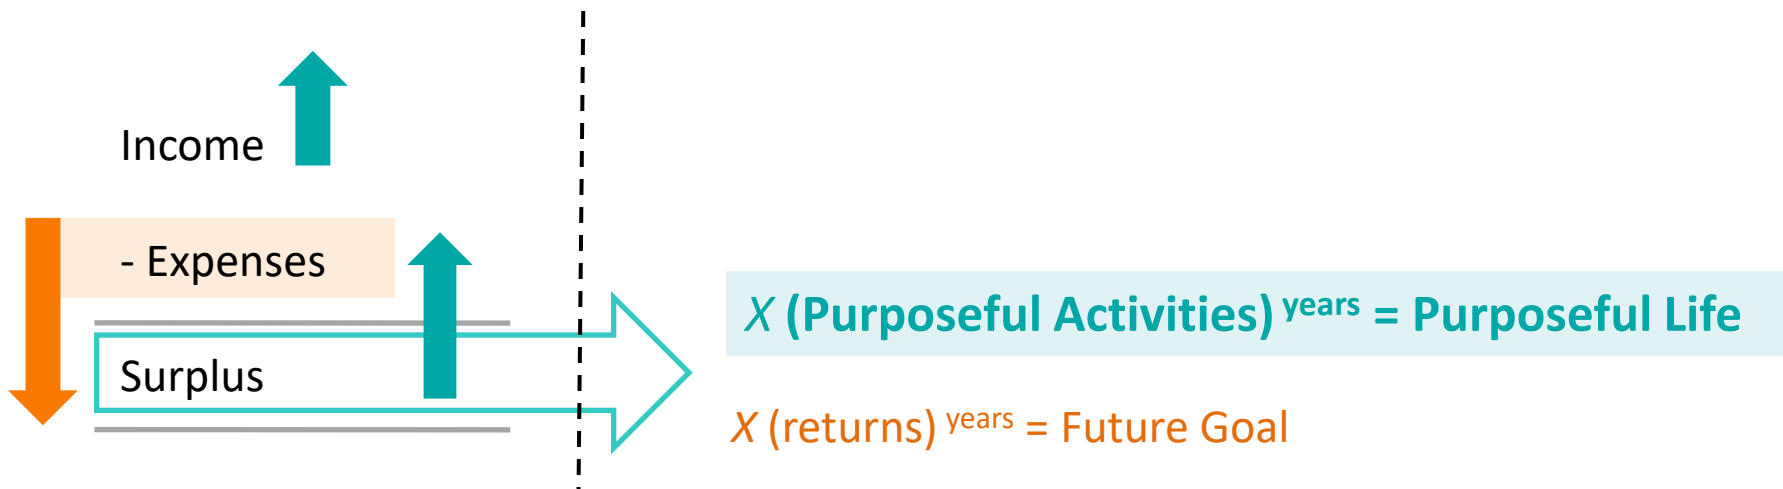 Income
- Expenses
Surplus
X (Purposeful Activities) years = Purposeful Life
X (returns) years = Future Goal